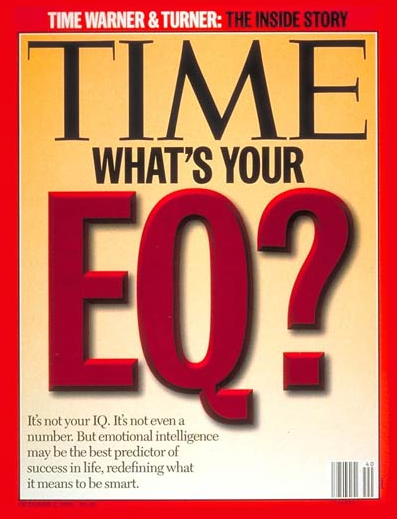 TIME WARNER & TURNER: THE INSIDE STORY
TIME
WHAT'S YOUR
EQ?
It's not your IQ. It's not even a
number. But emotional intelligence
may be the best predictor of
success in life, redefining what
it means to be smart.
40